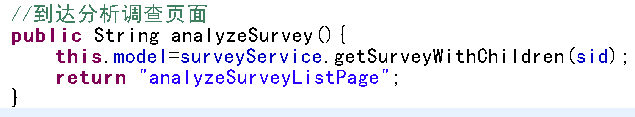 //到达分析调查页面
public String analyzeSurvey(){
    this.model=surveyService.getSurveyWithChildren(sid);
    return "analyzeSurveyListPage";
}